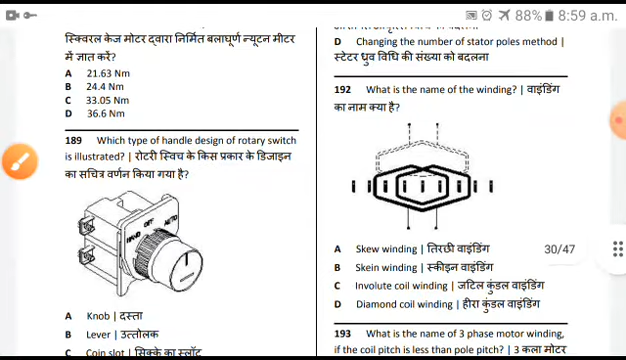 88% 8:59 a.m.
स्क्विरल केज मोटर द्वारा निर्मित बलाघूर्ण न्यूटन मीटर
में ज्ञात करें?
A 21.63 Nm
B 24.4 Nm
C 33.05 Nm
D 36.6 Nm
189 Which type of handle design of rotary switch
is illustrated? | रोटरी स्विच के किस प्रकार के डिजाइन
का सचित्र वर्णन किया गया है?
HAND OFF AUTO
A Knob | दस्ता
B Lever | उत्तोलक
C Coin slot | सिक्के का स्लॉट
D Changing the number of stator poles method |
स्टेटर ध्रुव विधि की संख्या को बदलना
192 What is the name of the winding? | वाइंडिंग
का नाम क्या है?
A Skew winding | तिरछी वाइंडिंग
B Skein winding | स्कीइन वाइंडिंग
C Involute coil winding | जटिल कुंडल वाइंडिंग
D Diamond coil winding | हीरा कुंडल वाइंडिंग
30/47
193 What is the name of 3 phase motor winding,
if the coil pitch is less than pole pitch? | 3 कला मोटर